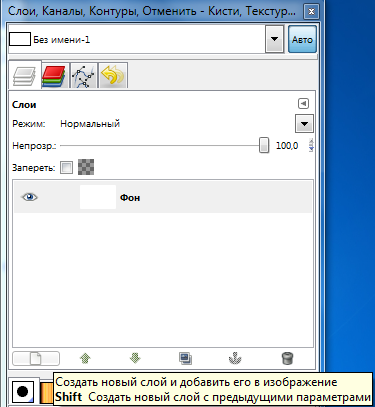 Слои, Каналы, Контуры, Отменить - Кисти, Текстур...
Без имени-1
Авто
Слои
Режим: Нормальный
Непрозр.: 100,0
Запереть:
Фон
Создать новый слой и добавить его в изображение
Shift Создать новый слой с предыдущими параметрами